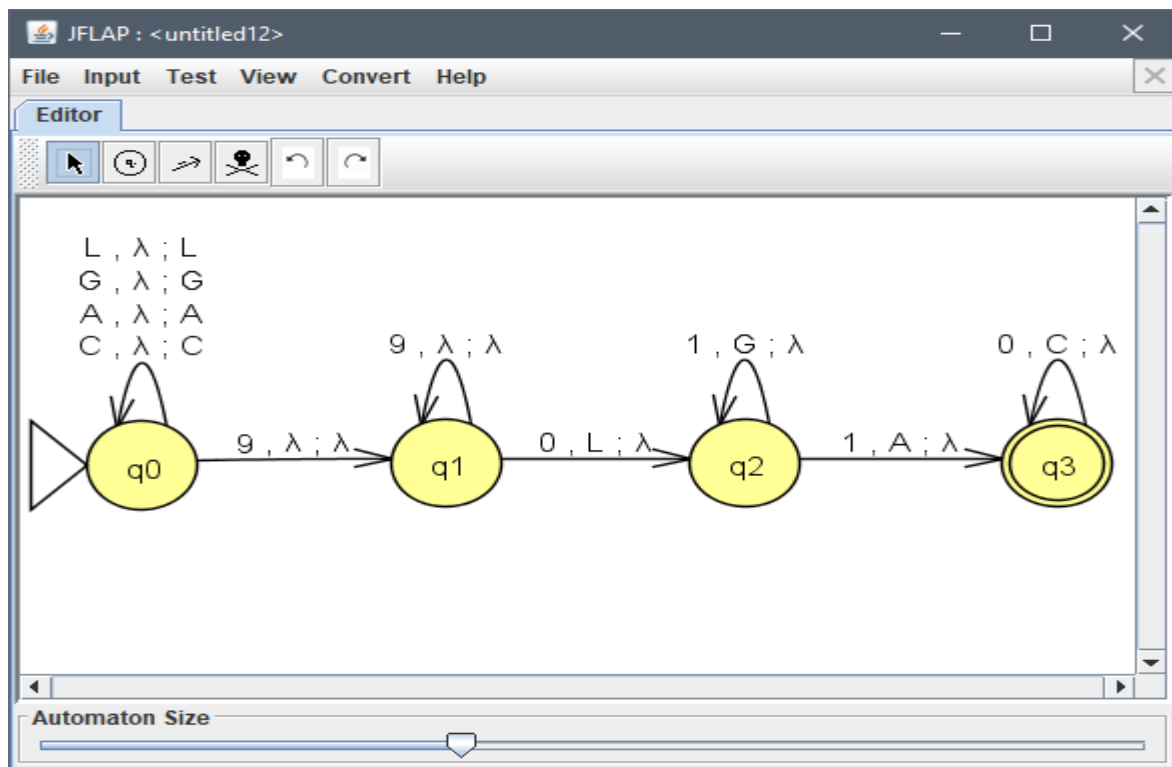 JFLAP : <untitled12>
File Input Test View Convert Help
Editor
L , λ ; L
G , λ ; G
A , λ ; A
C , λ ; C
9 , λ ; λ
1 , G ; λ
0 , C ; λ
9 , λ ; λ
0 , L ; λ
1 , A ; λ
q0
q1
q2
q3
Automaton Size